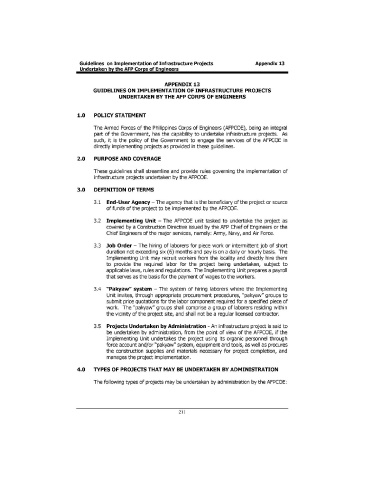 Guidelines on Implementation of Infrastructure Projects Appendix 13
Undertaken by the AFP Corps of Engineers
APPENDIX 13
GUIDELINES ON IMPLEMENTATION OF INFRASTRUCTURE PROJECTS
UNDERTAKEN BY THE AFP CORPS OF ENGINEERS
1.0 POLICY STATEMENT
The Armed Forces of the Philippines Corps of Engineers (AFPCOE), being an integral
part of the Government, has the capability to undertake infrastructure projects. As
such, it is the policy of the Government to engage the services of the AFPCOE in
directly implementing projects as provided in these guidelines.
2.0 PURPOSE AND COVERAGE
These guidelines shall streamline and provide rules governing the implementation of
infrastructure projects undertaken by the AFPCOE.
3.0 DEFINITION OF TERMS
3.1 End-User Agency – The agency that is the beneficiary of the project or source
of funds of the project to be implemented by the AFPCOE.
3.2 Implementing Unit – The AFPCOE unit tasked to undertake the project as
covered by a Construction Directive issued by the AFP Chief of Engineers or the
Chief Engineers of the major services, namely: Army, Navy, and Air Force.
3.3 Job Order – The hiring of laborers for piece work or intermittent job of short
duration not exceeding six (6) months and pay is on a daily or hourly basis. The
Implementing Unit may recruit workers from the locality and directly hire them
to provide the required labor for the project being undertaken, subject to
applicable laws, rules and regulations. The Implementing Unit prepares a payroll
that serves as the basis for the payment of wages to the workers.
3.4 "Pakyaw" system – The system of hiring laborers where the Implementing
Unit invites, through appropriate procurement procedures, "pakyaw" groups to
submit price quotations for the labor component required for a specified piece of
work. The "pakyaw" groups shall comprise a group of laborers residing within
the vicinity of the project site, and shall not be a regular licensed contractor.
3.5 Projects Undertaken by Administration - An infrastructure project is said to
be undertaken by administration, from the point of view of the AFPCOE, if the
Implementing Unit undertakes the project using its organic personnel through
force account and/or "pakyaw" system, equipment and tools, as well as procures
the construction supplies and materials necessary for project completion, and
manages the project implementation.
4.0 TYPES OF PROJECTS THAT MAY BE UNDERTAKEN BY ADMINISTRATION
The following types of projects may be undertaken by administration by the AFPCOE:
211